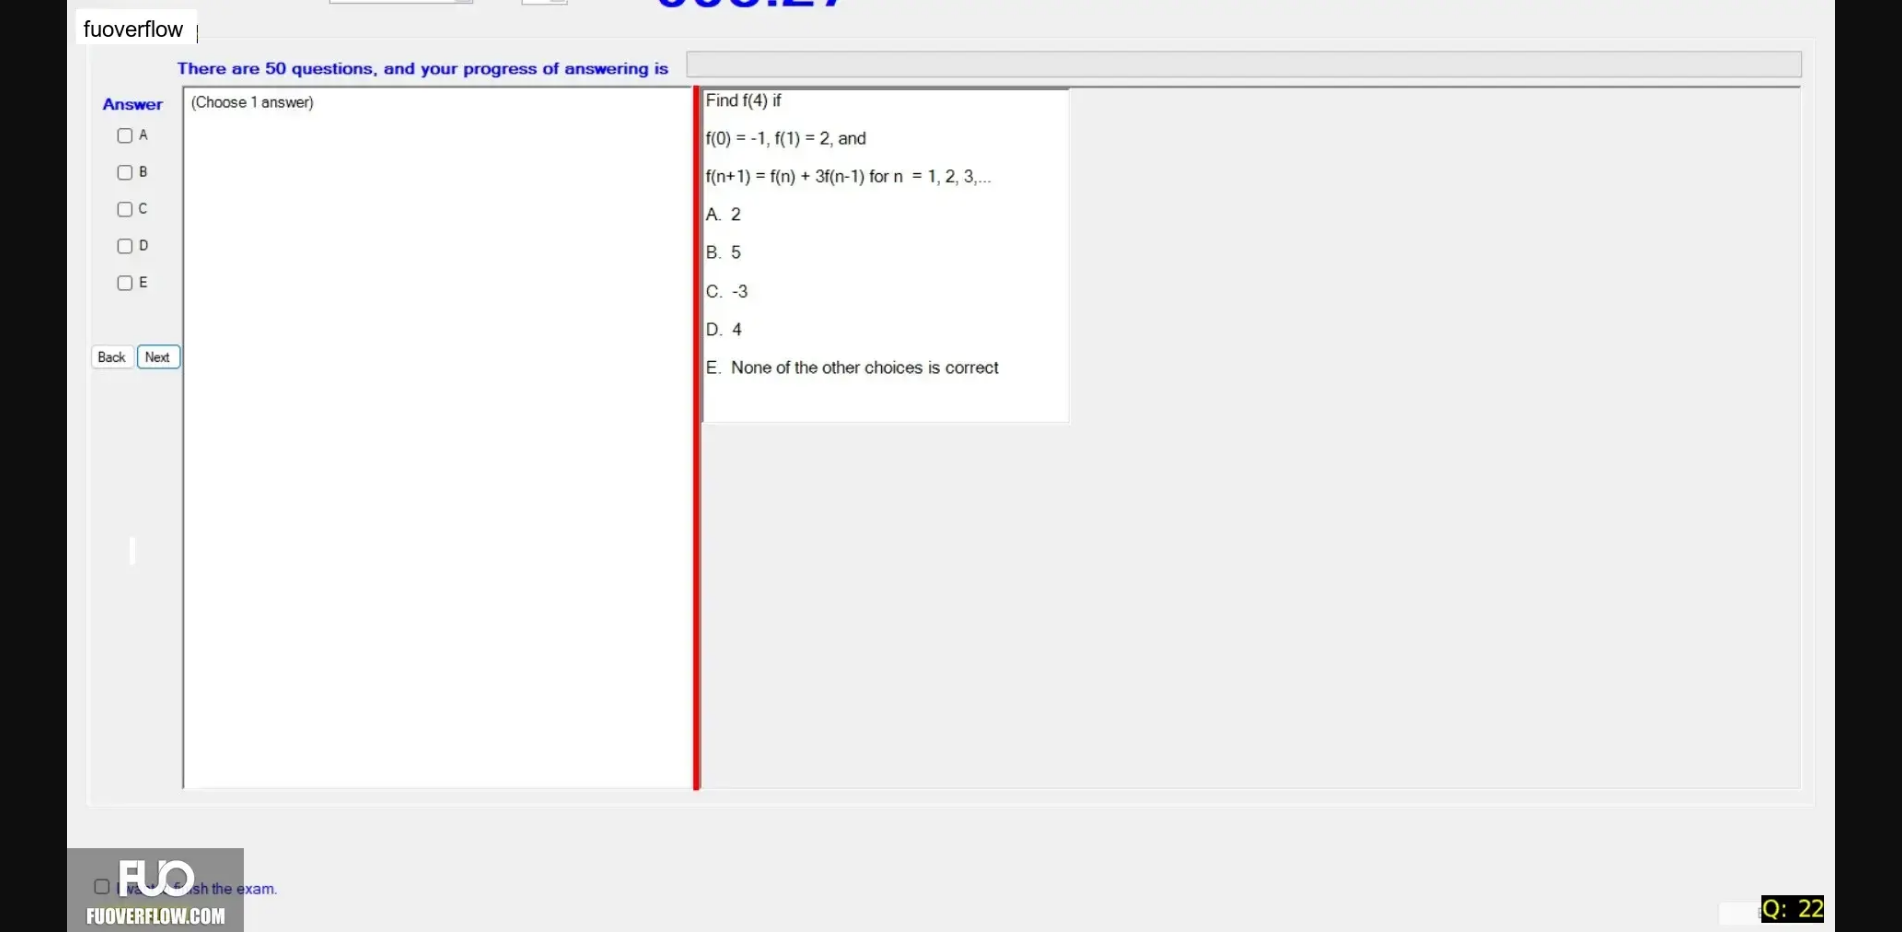 fuoverflow
There are 50 questions, and your progress of answering is
Answer
(Choose 1 answer)
A
B
C
D
E
Back Next
Find f(4) if
f(0) = -1, f(1) = 2, and
f(n+1) = f(n) + 3f(n-1) for n = 1, 2, 3,...
A. 2
B. 5
C. -3
D. 4
E. None of the other choices is correct
FUO
the exam.
FUOVERFLOW.COM
Q: 22